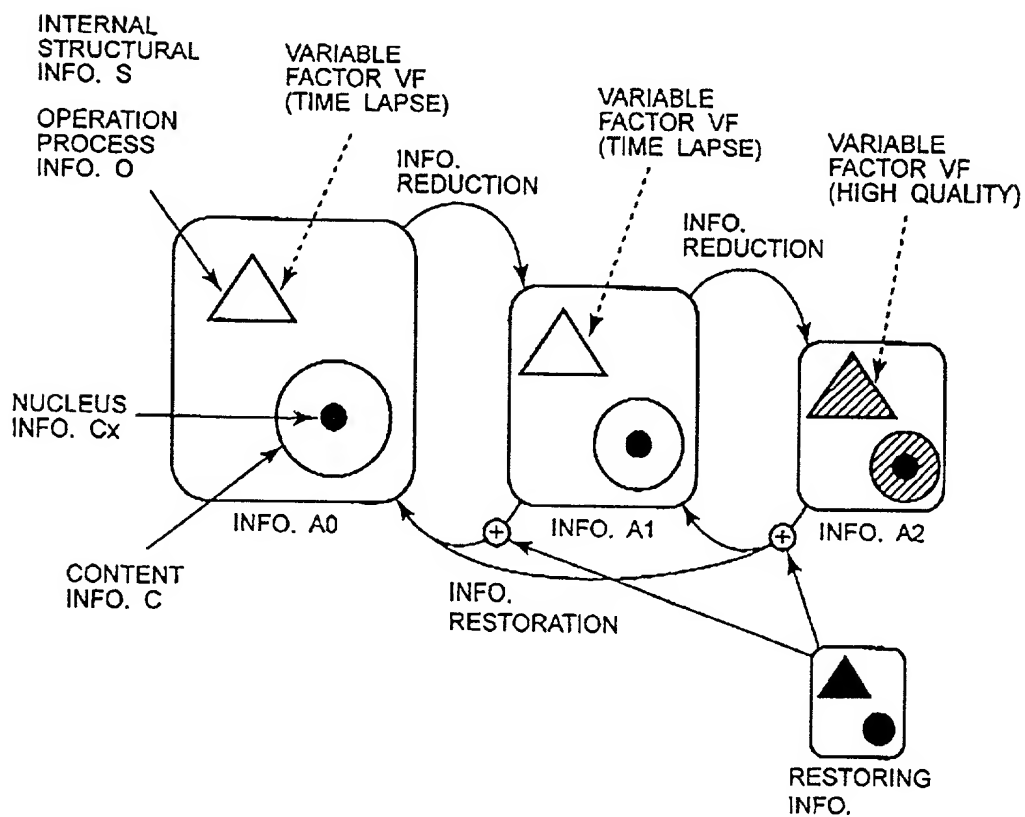 INTERNAL
STRUCTURAL
INFO. S
OPERATION
PROCESS
INFO. O
VARIABLE
FACTOR VF
(TIME LAPSE)
INFO.
REDUCTION
VARIABLE
FACTOR VF
(TIME LAPSE)
INFO.
REDUCTION
VARIABLE
FACTOR VF
(HIGH QUALITY)
NUCLEUS
INFO. Cx
CONTENT
INFO. C
INFO. A0
INFO. A1
INFO. A2
INFO.
RESTORATION
RESTORING
INFO.